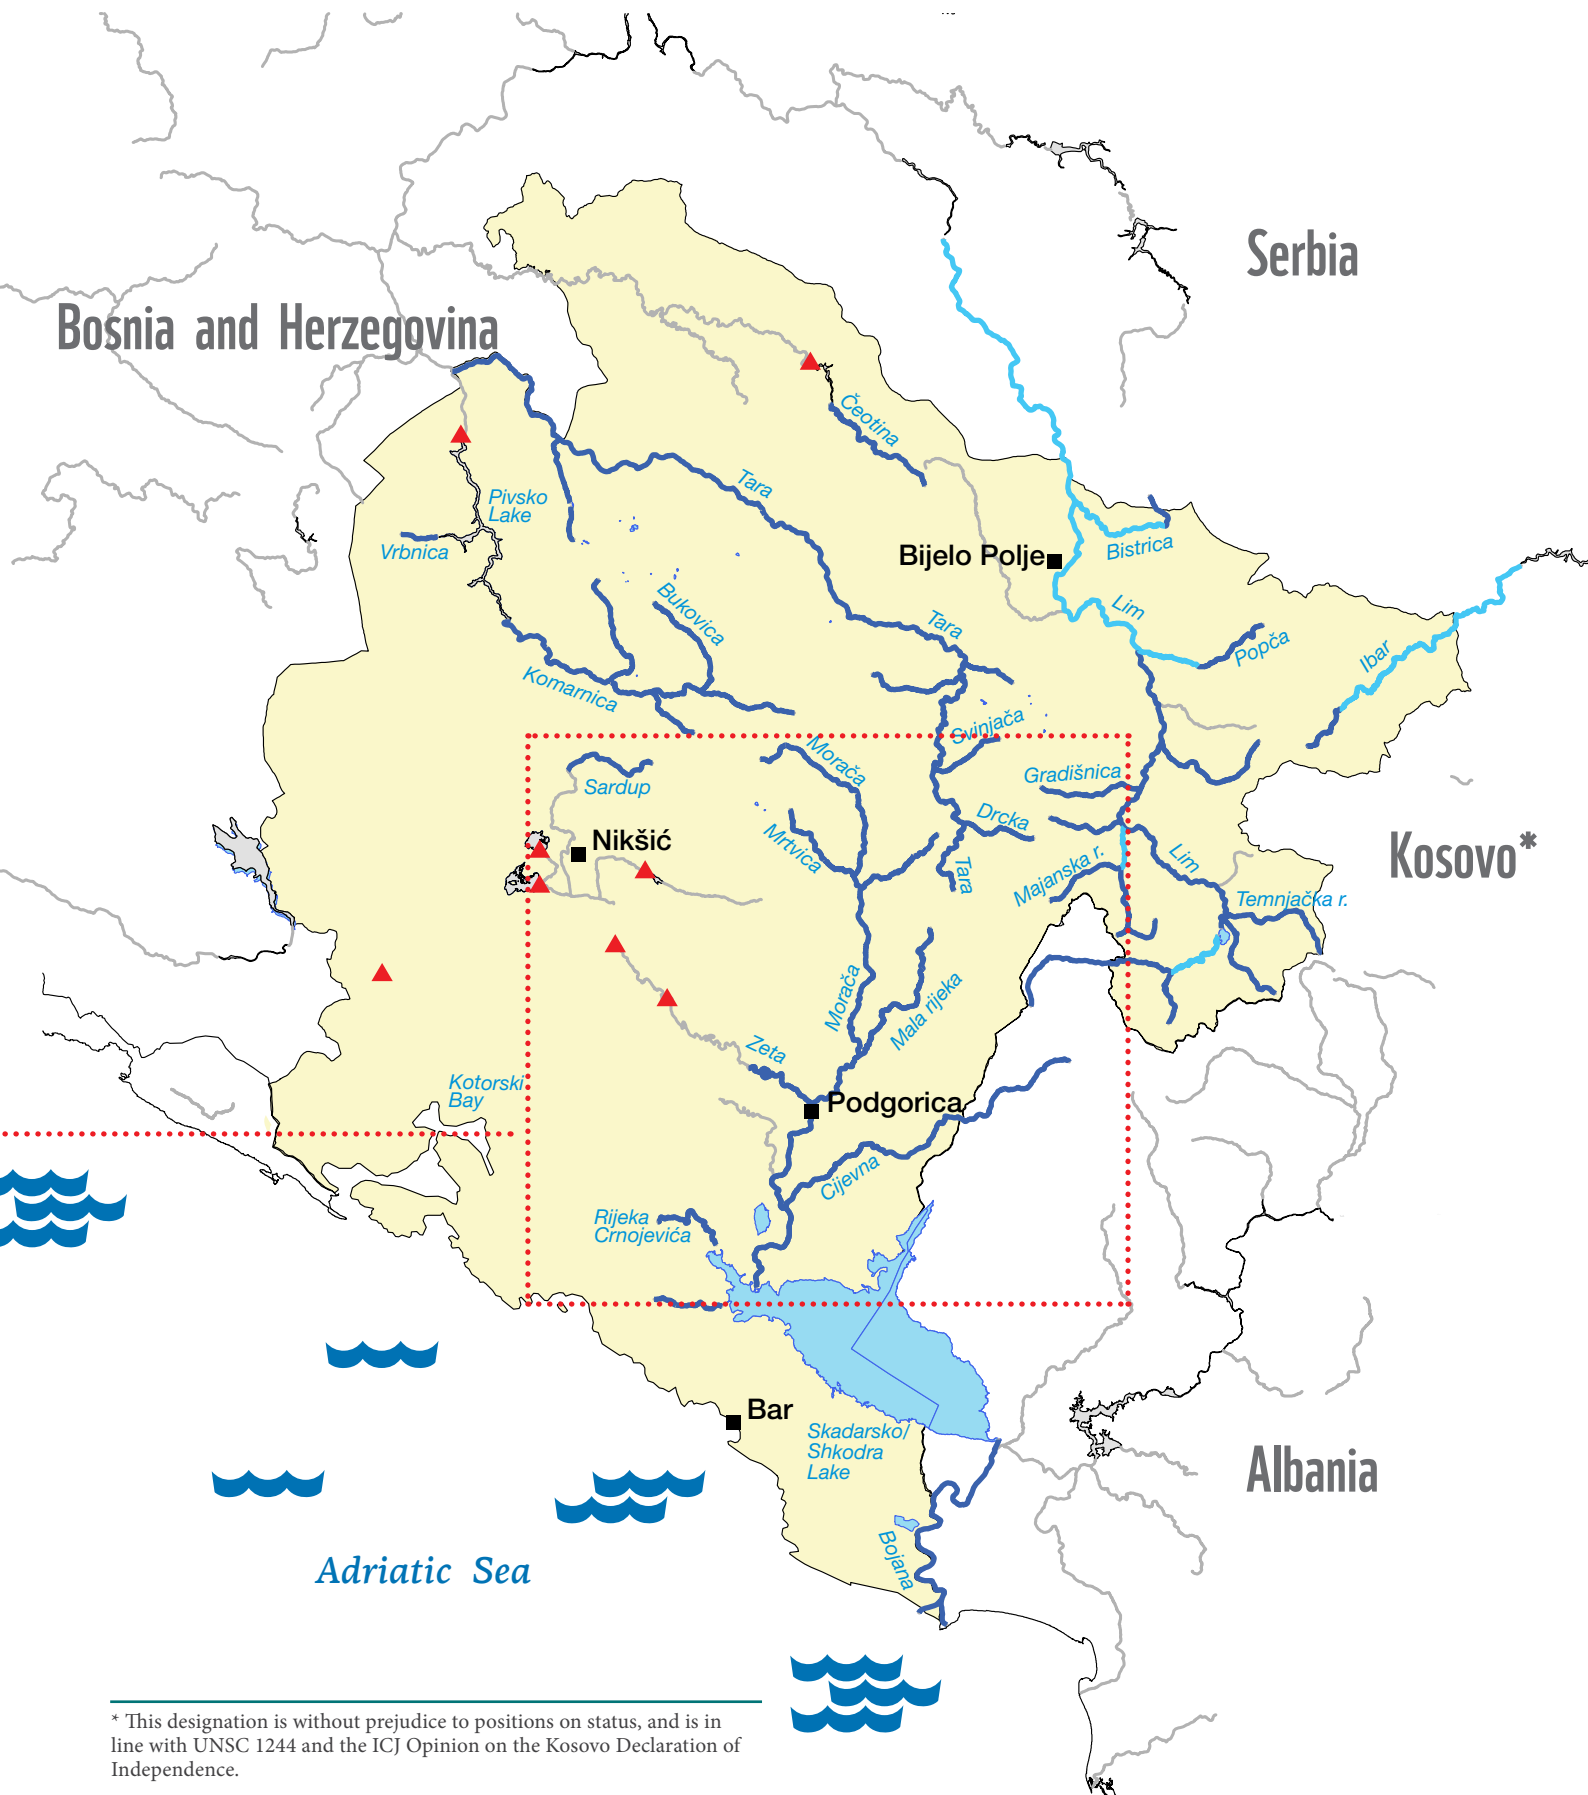 Serbia
Bosnia and Herzegovina
Čeotina
Tara
Pivsko
Lake
Vrbnica
Bijelo Polje
Bistrica
Bukovica
Lim
Tara
Popča
Ibar
Komarnica
Svinjača
Morača
Gradišnica
Sardup
Drcka
Nikšić
Mrtvica
Kosovo*
Lim
Majanska r.
Tara
Temnjačka r.
Morača
Mala rijeka
Zeta
Kotorski
Bay
Podgorica
Cijevna
Rijeka
Crnojevića
Bar
Skadarsko/
Shkodra
Lake
Albania
Bojana
Adriatic Sea
* This designation is without prejudice to positions on status, and is in
line with UNSC 1244 and the ICJ Opinion on the Kosovo Declaration of
Independence.